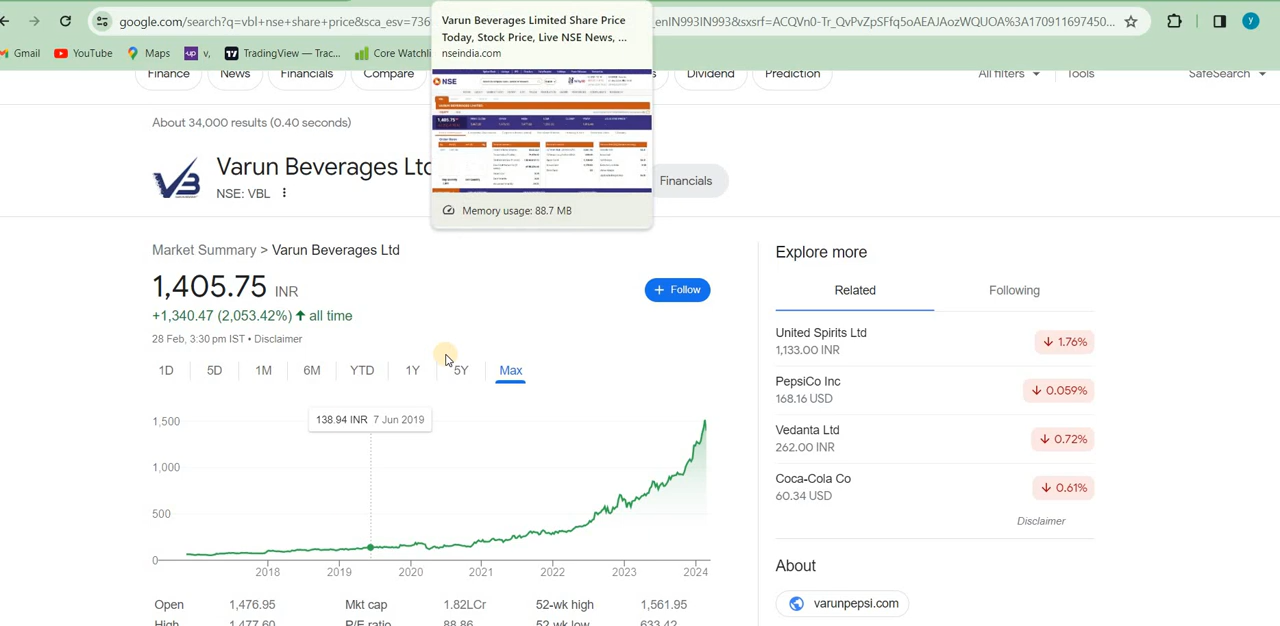 google.com/search?q=vbl+nse+share+price&sca_esv=736
_enIN993IN993&sxsrf=ACQVn0-Tr_QvPvZpSFfq5oAEAJAozWQUOA%3A170911697450...
y
Gmail
YouTube
Maps
up
v,
TradingView — Trac...
Core Watchli
Varun Beverages Limited Share Price
Today, Stock Price, Live NSE News, ...
nseindia.com
NSE
Memory usage: 88.7 MB
Finance
News
Financials
Compare
Dividend
Prediction
All filters
Tools
SafeSearch
About 34,000 results (0.40 seconds)
Varun Beverages Ltd
NSE: VBL
Financials
Market Summary > Varun Beverages Ltd
1,405.75 INR
+ Follow
+1,340.47 (2,053.42%) ↑ all time
28 Feb, 3:30 pm IST • Disclaimer
1D
5D
1M
6M
YTD
1Y
5Y
Max
138.94 INR 7 Jun 2019
1,500
1,000
500
0
2018
2019
2020
2021
2022
2023
2024
Open 1,476.95
Mkt cap 1.82LCr
52-wk high 1,561.95
High 1,477.60
P/E ratio 88.86
52-wk low 633.42
Explore more
Related
Following
United Spirits Ltd
1,133.00 INR
↓ 1.76%
PepsiCo Inc
168.16 USD
↓ 0.059%
Vedanta Ltd
262.00 INR
↓ 0.72%
Coca-Cola Co
60.34 USD
↓ 0.61%
Disclaimer
About
varunpepsi.com